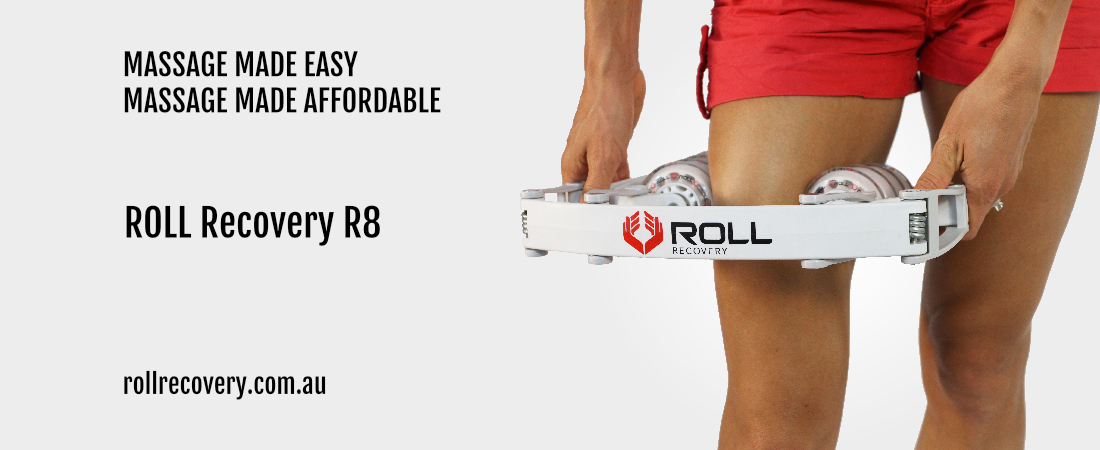 MASSAGE MADE EASY
MASSAGE MADE AFFORDABLE
ROLL Recovery R8
rollrecovery.com.au
ROLL
RECOVERY